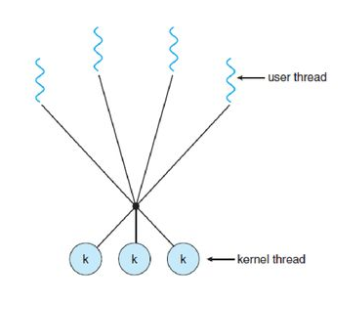 user thread
k k k
kernel thread